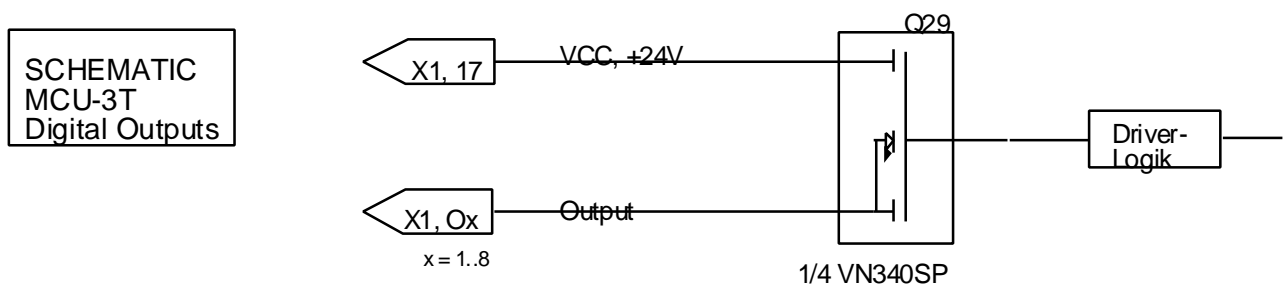 SCHEMATIC
MCU-3T
Digital Outputs
X1, 17
VCC, +24V
Q29
Driver-
Logik
X1, Ox
Output
x = 1..8
1/4 VN340SP